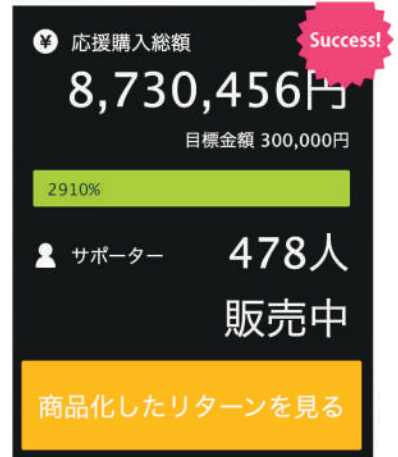 応援購入総額
Success!
8,730,456円
目標金額 300,000円
2910%
サポーター
478人
販売中
商品化したリターンを見る